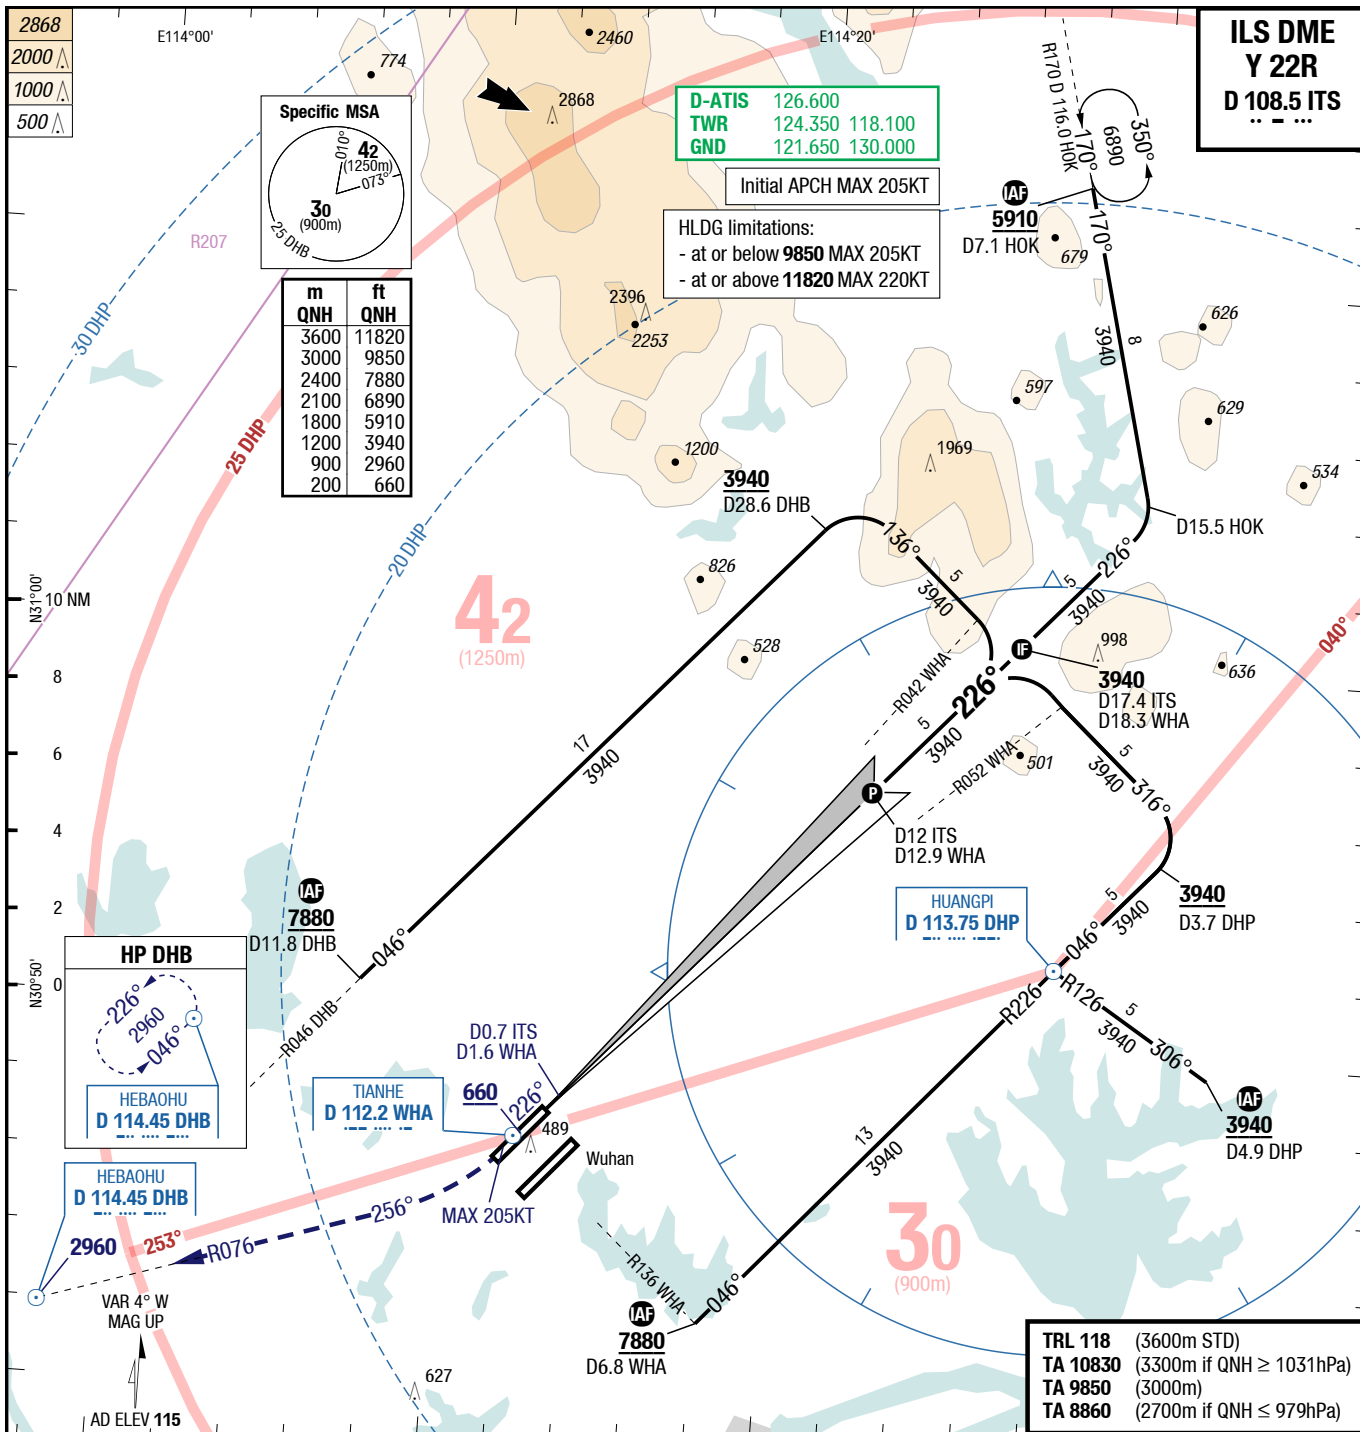 2868
2000
1000
500
E114°00'
E114°20'
774
2460
2868
ILS DME
Y 22R
D 108.5 ITS
Specific MSA
010°
42
(1250m)
073°
30
(900m)
25 DHB
D-ATIS 126.600
TWR 124.350 118.100
GND 121.650 130.000
Initial APCH MAX 205KT
HLDG limitations:
- at or below 9850 MAX 205KT
- at or above 11820 MAX 220KT
R170 D 116.0 HOK
170°
6890
350°
IAF
5910
D7.1 HOK
170°
679
R207
m ft
QNH QNH
3600 11820
3000 9850
2400 7880
2100 6890
1800 5910
1200 3940
900 2960
200 660
2396
2253
30 DHP
25 DHP
20 DHP
8
3940
626
597
629
1200
1969
534
3940
D28.6 DHB
136°
5
3940
D15.5 HOK
226°
5
3940
826
N31°00'
10 NM
8
6
4
2
0
N30°50'
42
(1250m)
528
040°
IF
998
3940
D17.4 ITS
D18.3 WHA
636
R042 WHA
226°
5
3940
R052 WHA
501
17
3940
5
3940
316°
P
D12 ITS
D12.9 WHA
IAF
7880
D11.8 DHB
046°
R046 DHB
HUANGPI
D 113.75 DHP
5
3940
046°
3940
D3.7 DHP
HP DHB
226°
2960
046°
HEBAOHU
D 114.45 DHB
R226
R126
5
3940
306°
IAF
3940
D4.9 DHP
D0.7 ITS
D1.6 WHA
TIANHE
D 112.2 WHA
660
226°
489
Wuhan
MAX 205KT
13
3940
HEBAOHU
D 114.45 DHB
2960
253°
R076
256°
30
(900m)
R136 WHA
046°
IAF
7880
D6.8 WHA
VAR 4° W
MAG UP
AD ELEV 115
627
TRL 118 (3600m STD)
TA 10830 (3300m if QNH ≥ 1031hPa)
TA 9850 (3000m)
TA 8860 (2700m if QNH ≤ 979hPa)